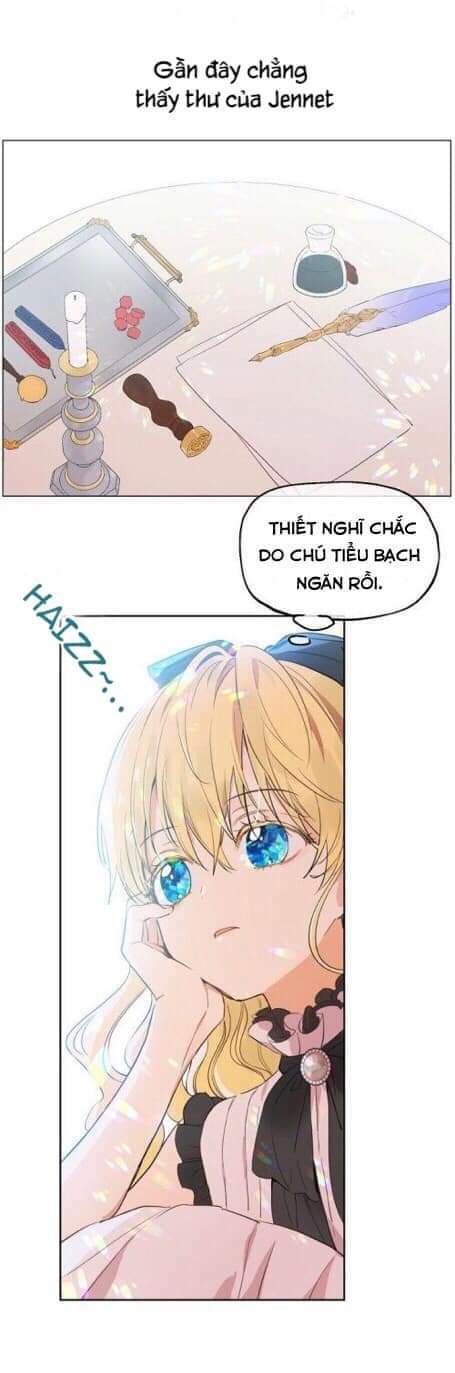 Gần đây chẳng
thấy thư của Jennet
THIẾT NGHĨ CHẮC
DO CHÚ TIỂU BẠCH
NGĂN RỒI.
HAIZZ~...